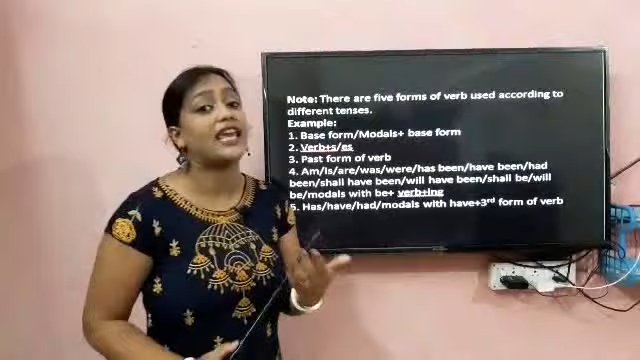 Note: There are five forms of verb used according to
different tenses.
Example:
1. Base form/Modals+ base form
2. Verb+s/es
3. Past form of verb
4. Am/is/are/was/were/has been/have been/had
been/shall have been/will have been/shall be/will
be/modals with be+ verb+ing
5. Has/have/had/modals with have+3rd form of verb